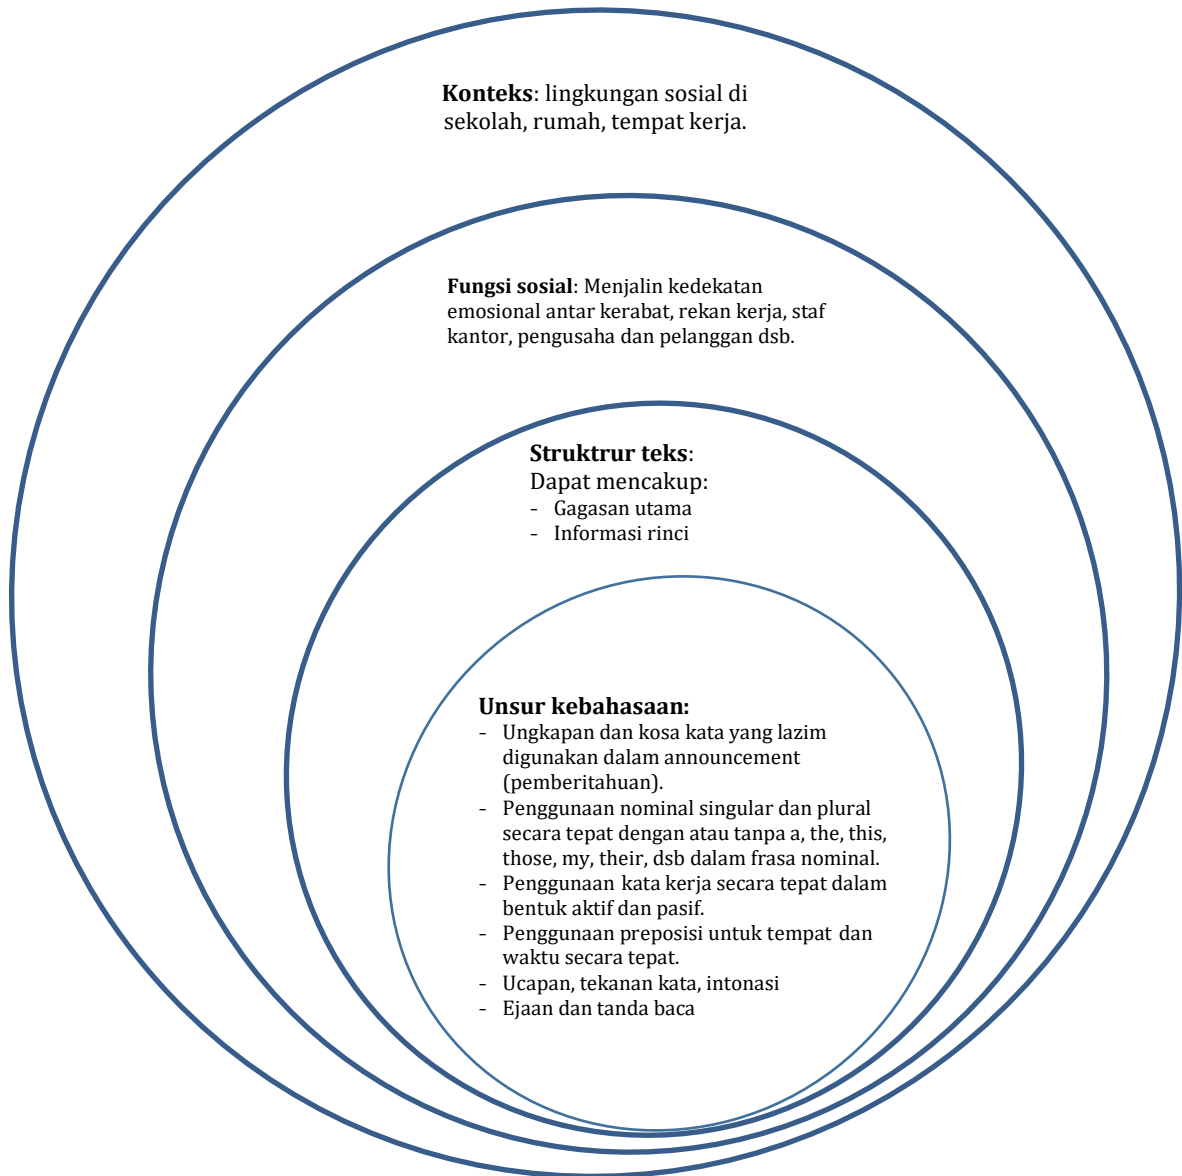 Konteks: lingkungan sosial di
sekolah, rumah, tempat kerja.
Fungsi sosial: Menjalin kedekatan
emosional antar kerabat, rekan kerja, staf
kantor, pengusaha dan pelanggan dsb.
Struktrur teks:
Dapat mencakup:
- Gagasan utama
- Informasi rinci
Unsur kebahasaan:
- Ungkapan dan kosa kata yang lazim
digunakan dalam announcement
(pemberitahuan).
- Penggunaan nominal singular dan plural
secara tepat dengan atau tanpa a, the, this,
those, my, their, dsb dalam frasa nominal.
- Penggunaan kata kerja secara tepat dalam
bentuk aktif dan pasif.
- Penggunaan preposisi untuk tempat dan
waktu secara tepat.
- Ucapan, tekanan kata, intonasi
- Ejaan dan tanda baca